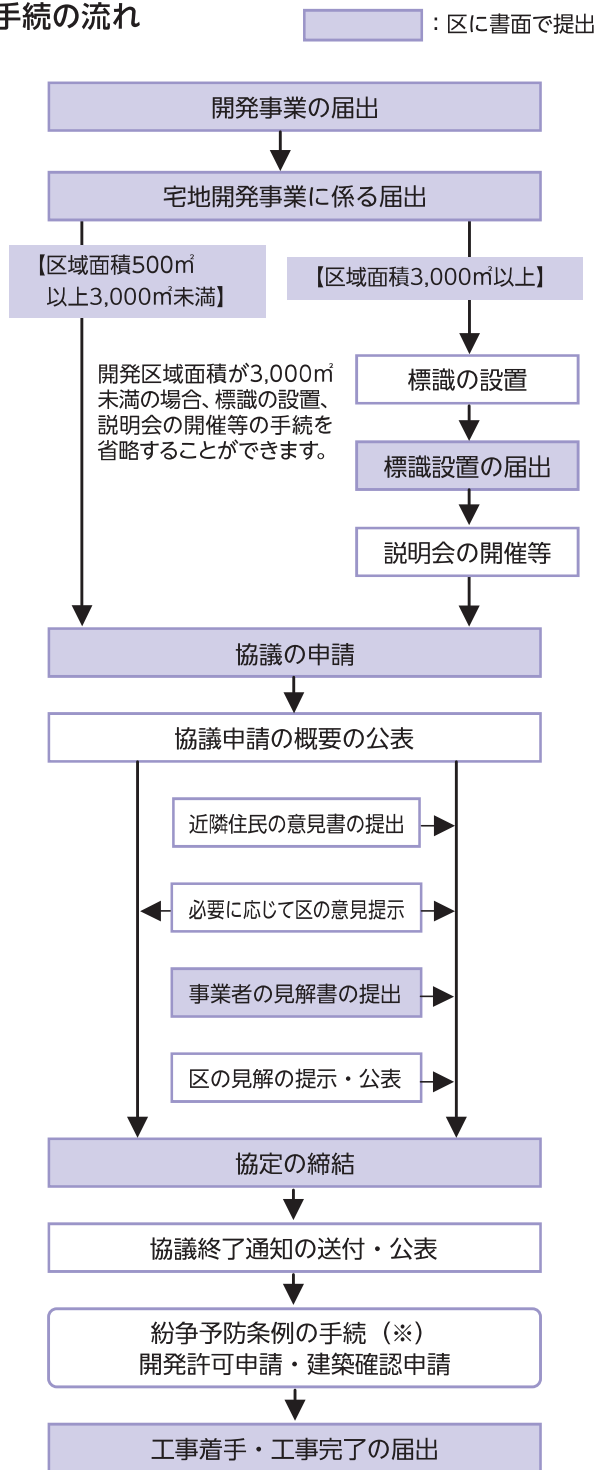 手続の流れ
：区に書面で提出
開発事業の届出
宅地開発事業に係る届出
【区域面積500㎡
以上3,000㎡未満】
【区域面積3,000㎡以上】
開発区域面積が3,000㎡
未満の場合、標識の設置、
説明会の開催等の手続を
省略することができます。
標識の設置
標識設置の届出
説明会の開催等
協議の申請
協議申請の概要の公表
近隣住民の意見書の提出
必要に応じて区の意見提示
事業者の見解書の提出
区の見解の提示・公表
協定の締結
協議終了通知の送付・公表
紛争予防条例の手続（※）
開発許可申請・建築確認申請
工事着手・工事完了の届出